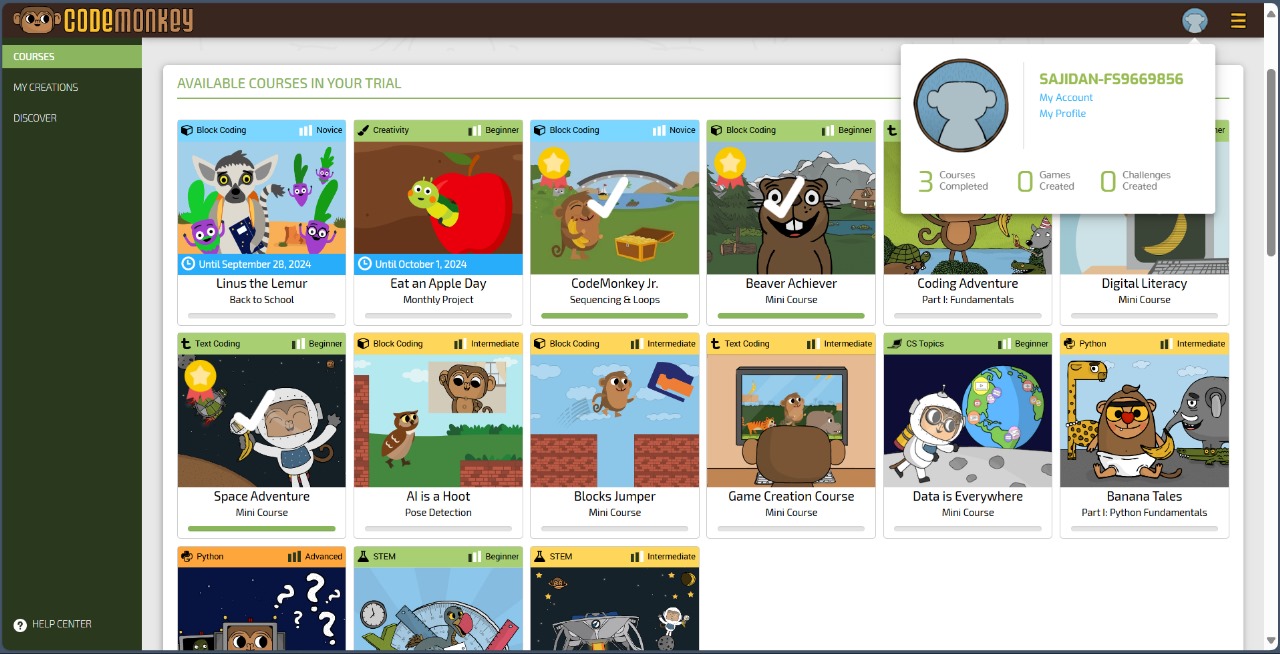 CODEMONKEY
COURSES
MY CREATIONS
DISCOVER
HELP CENTER
SAJIDAN-FS9669856
My Account
My Profile
3 Courses Completed
0 Games Created
0 Challenges Created
AVAILABLE COURSES IN YOUR TRIAL
Block Coding Novice
Until September 28, 2024
Linus the Lemur
Back to School
Creativity Beginner
Until October 1, 2024
Eat an Apple Day
Monthly Project
Block Coding Novice
CodeMonkey Jr.
Sequencing & Loops
Block Coding Beginner
Beaver Achiever
Mini Course
Coding Adventure
Part I: Fundamentals
Digital Literacy
Mini Course
Text Coding Beginner
Space Adventure
Mini Course
Block Coding Intermediate
AI is a Hoot
Pose Detection
Block Coding Intermediate
Blocks Jumper
Mini Course
Text Coding Intermediate
Game Creation Course
Mini Course
CS Topics Beginner
Data is Everywhere
Mini Course
Python Intermediate
Banana Tales
Part I: Python Fundamentals
Python Advanced
? ? ? ?
STEM Beginner
STEM Intermediate